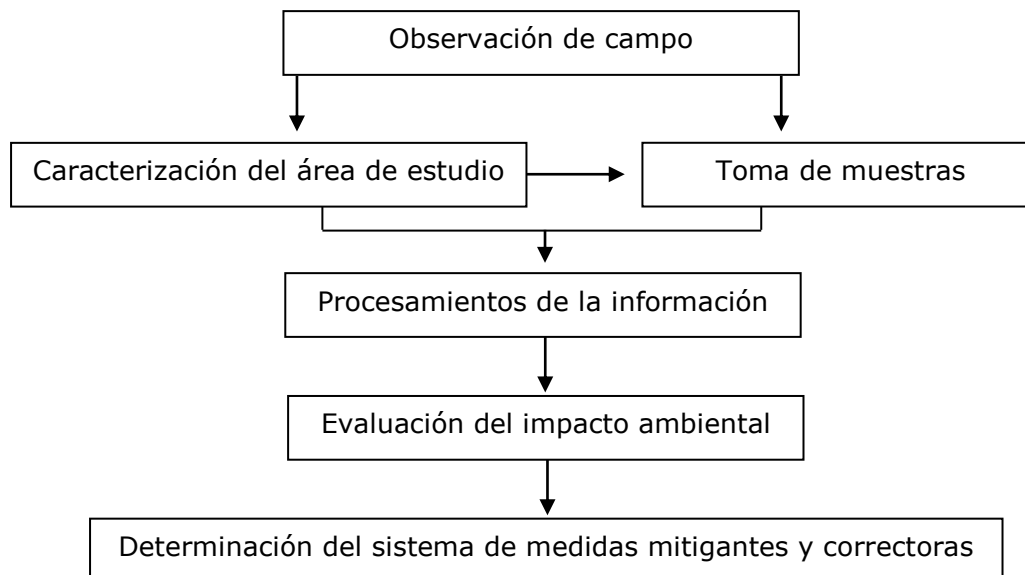 Observación de campo
Caracterización del área de estudio
Toma de muestras
Procesamientos de la información
Evaluación del impacto ambiental
Determinación del sistema de medidas mitigantes y correctoras